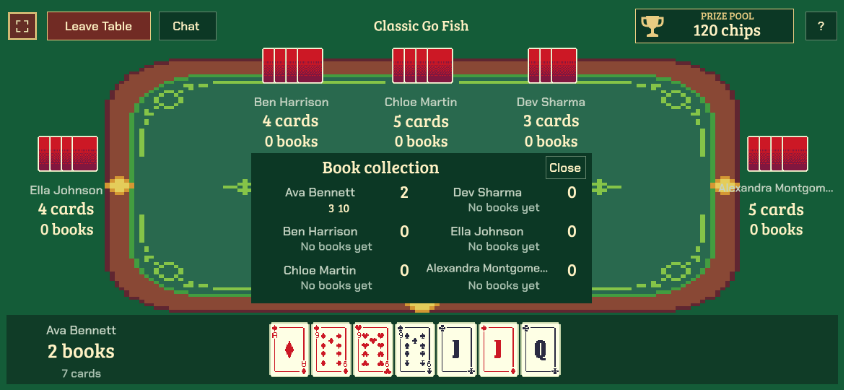 Leave Table
Chat
Classic Go Fish
PRIZE POOL
120 chips
?
Ben Harrison
4 cards
0 books
Chloe Martin
5 cards
0 books
Dev Sharma
3 cards
0 books
Ella Johnson
4 cards
0 books
Alexandra Montgom...
5 cards
0 books
Book collection
Close
Ava Bennett 2
3 10
Dev Sharma 0
No books yet
Ben Harrison 0
No books yet
Ella Johnson 0
No books yet
Chloe Martin 0
No books yet
Alexandra Montgome... 0
No books yet
Ava Bennett
2 books
7 cards
A 9 9 9 J J Q